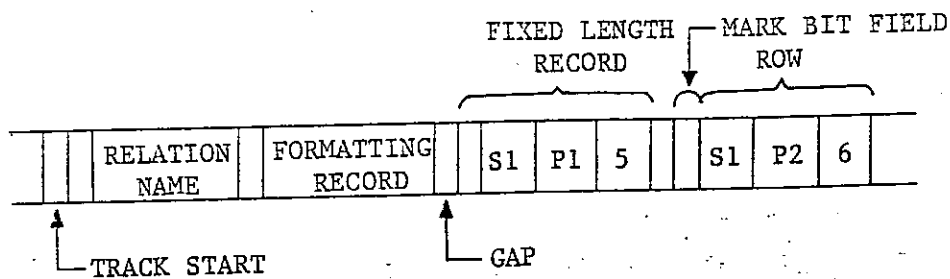 FIXED LENGTH
RECORD
MARK BIT FIELD
ROW
RELATION
NAME
FORMATTING
RECORD
S1
P1
5
S1
P2
6
TRACK START
GAP